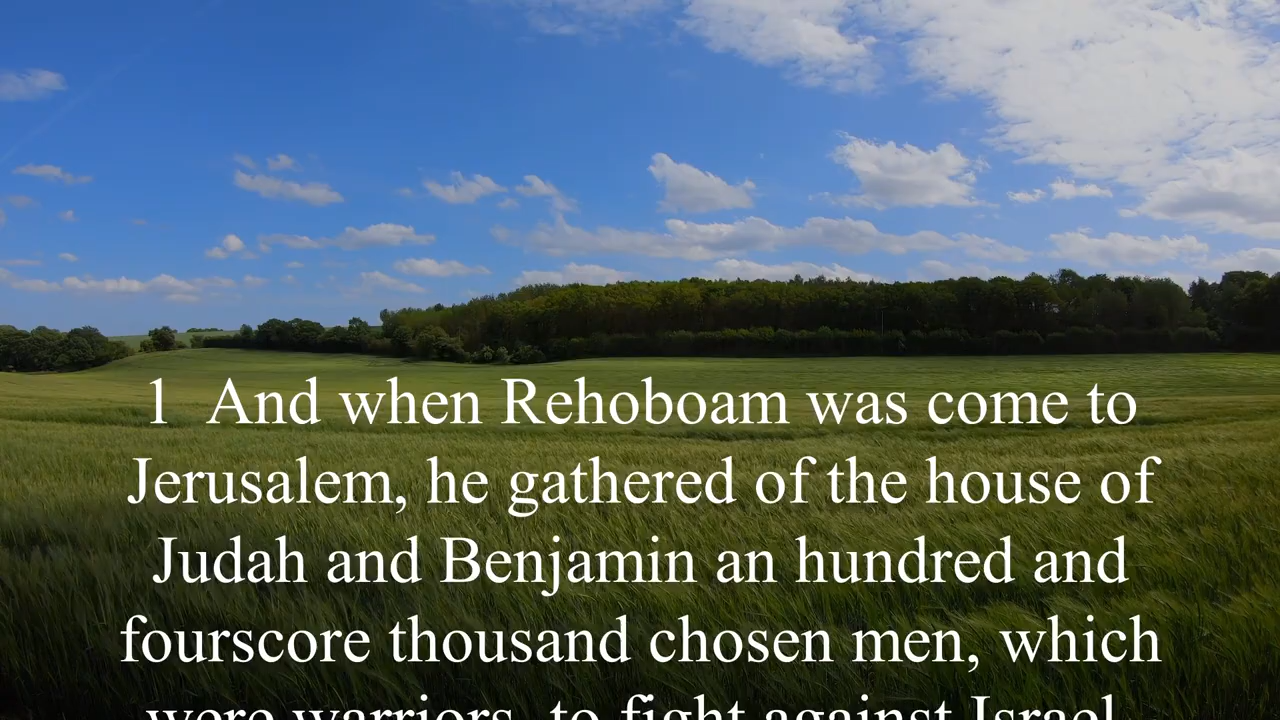 1 And when Rehoboam was come to
Jerusalem, he gathered of the house of
Judah and Benjamin an hundred and
fourscore thousand chosen men, which
were warriors, to fight against Israel,